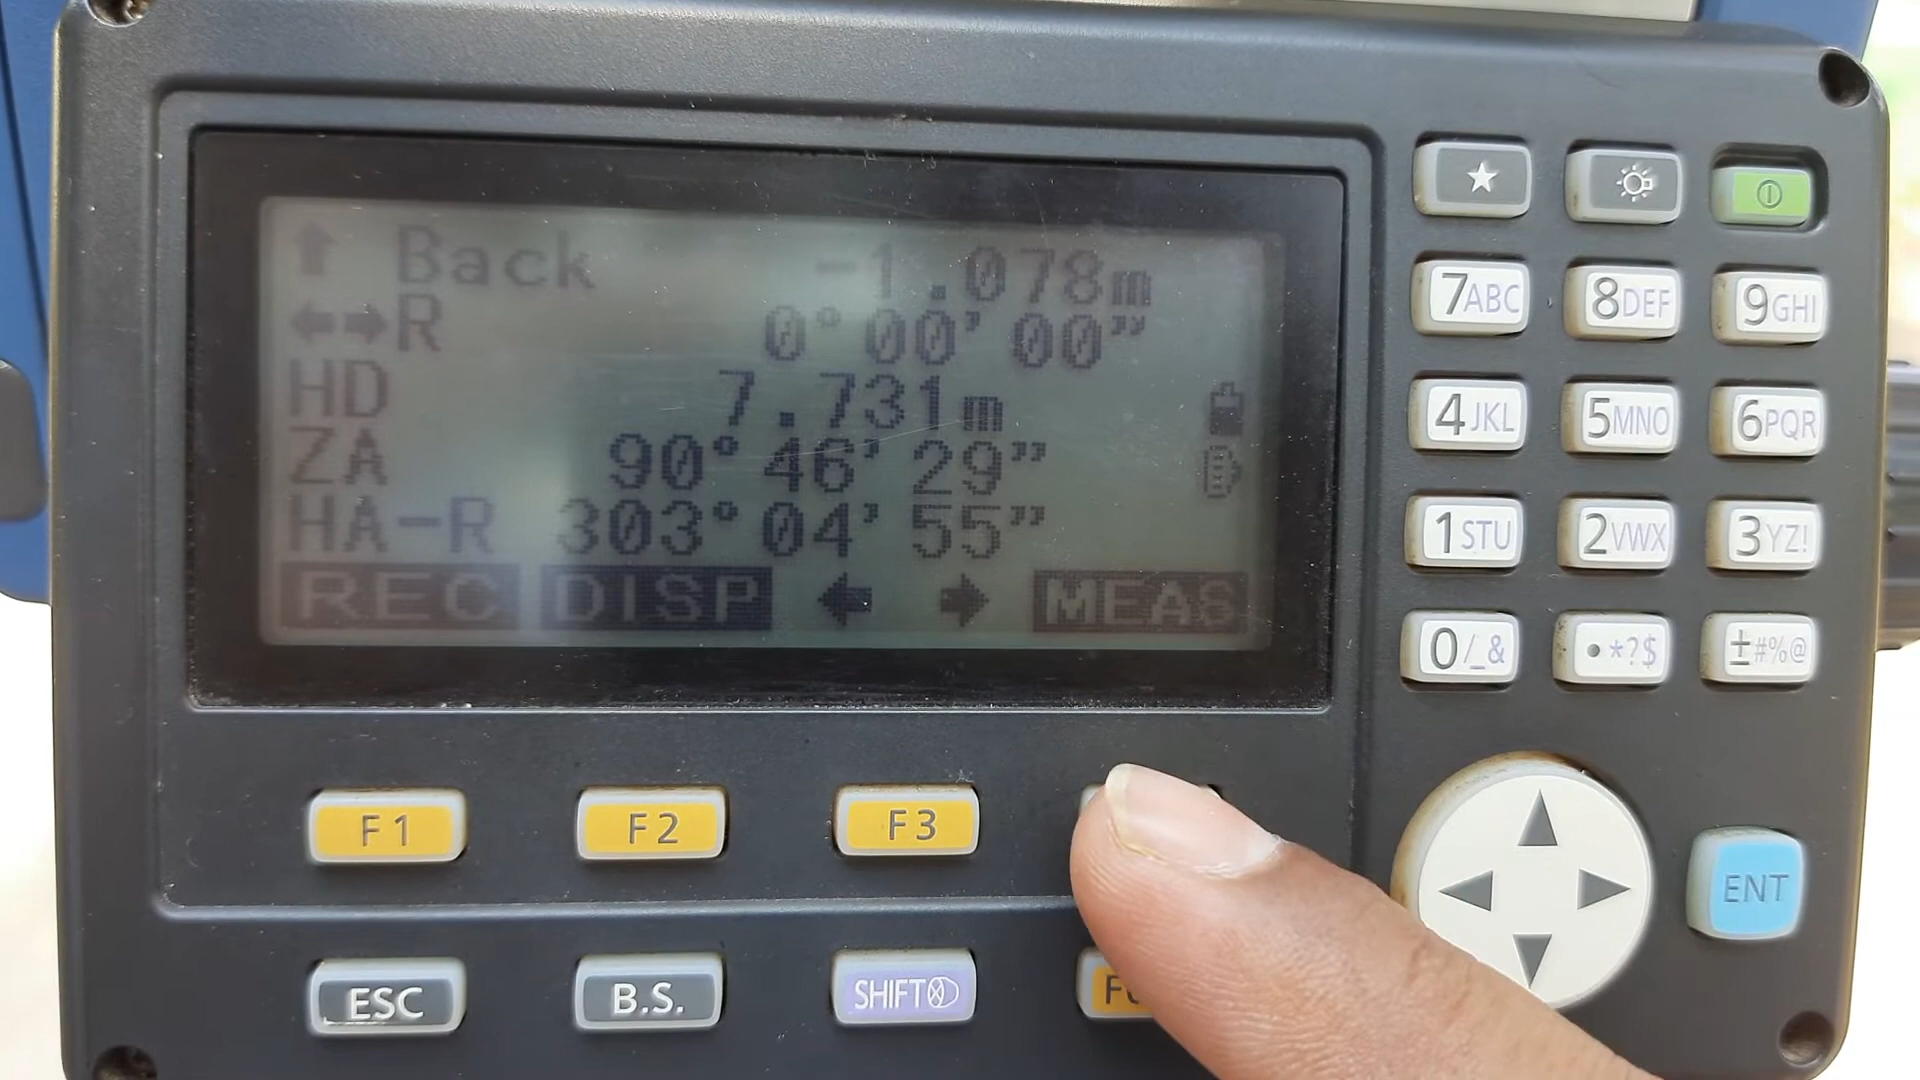 ↑ Back -1.078m
←→R 0°00’00”
HD 7.731m
ZA 90°46’29”
HA-R 303°04’55”
REC DISP ← → MEAS
★
7ABC 8DEF 9GHI
4JKL 5MNO 6PQR
1STU 2VWX 3YZ!
0/_& •*?$ ±#%@
F1 F2 F3
ENT
ESC B.S. SHIFT